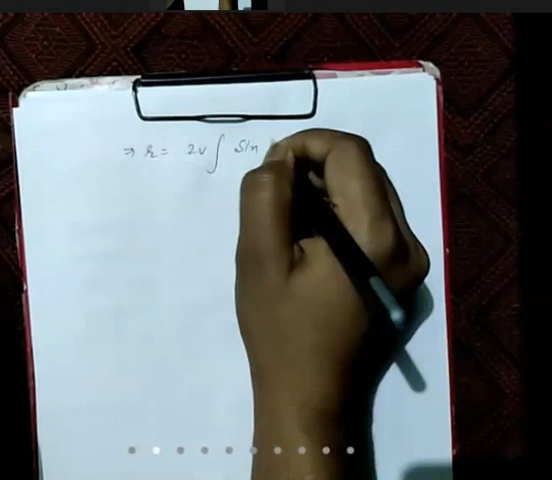 ⇒ r = 2v ∫ Sin